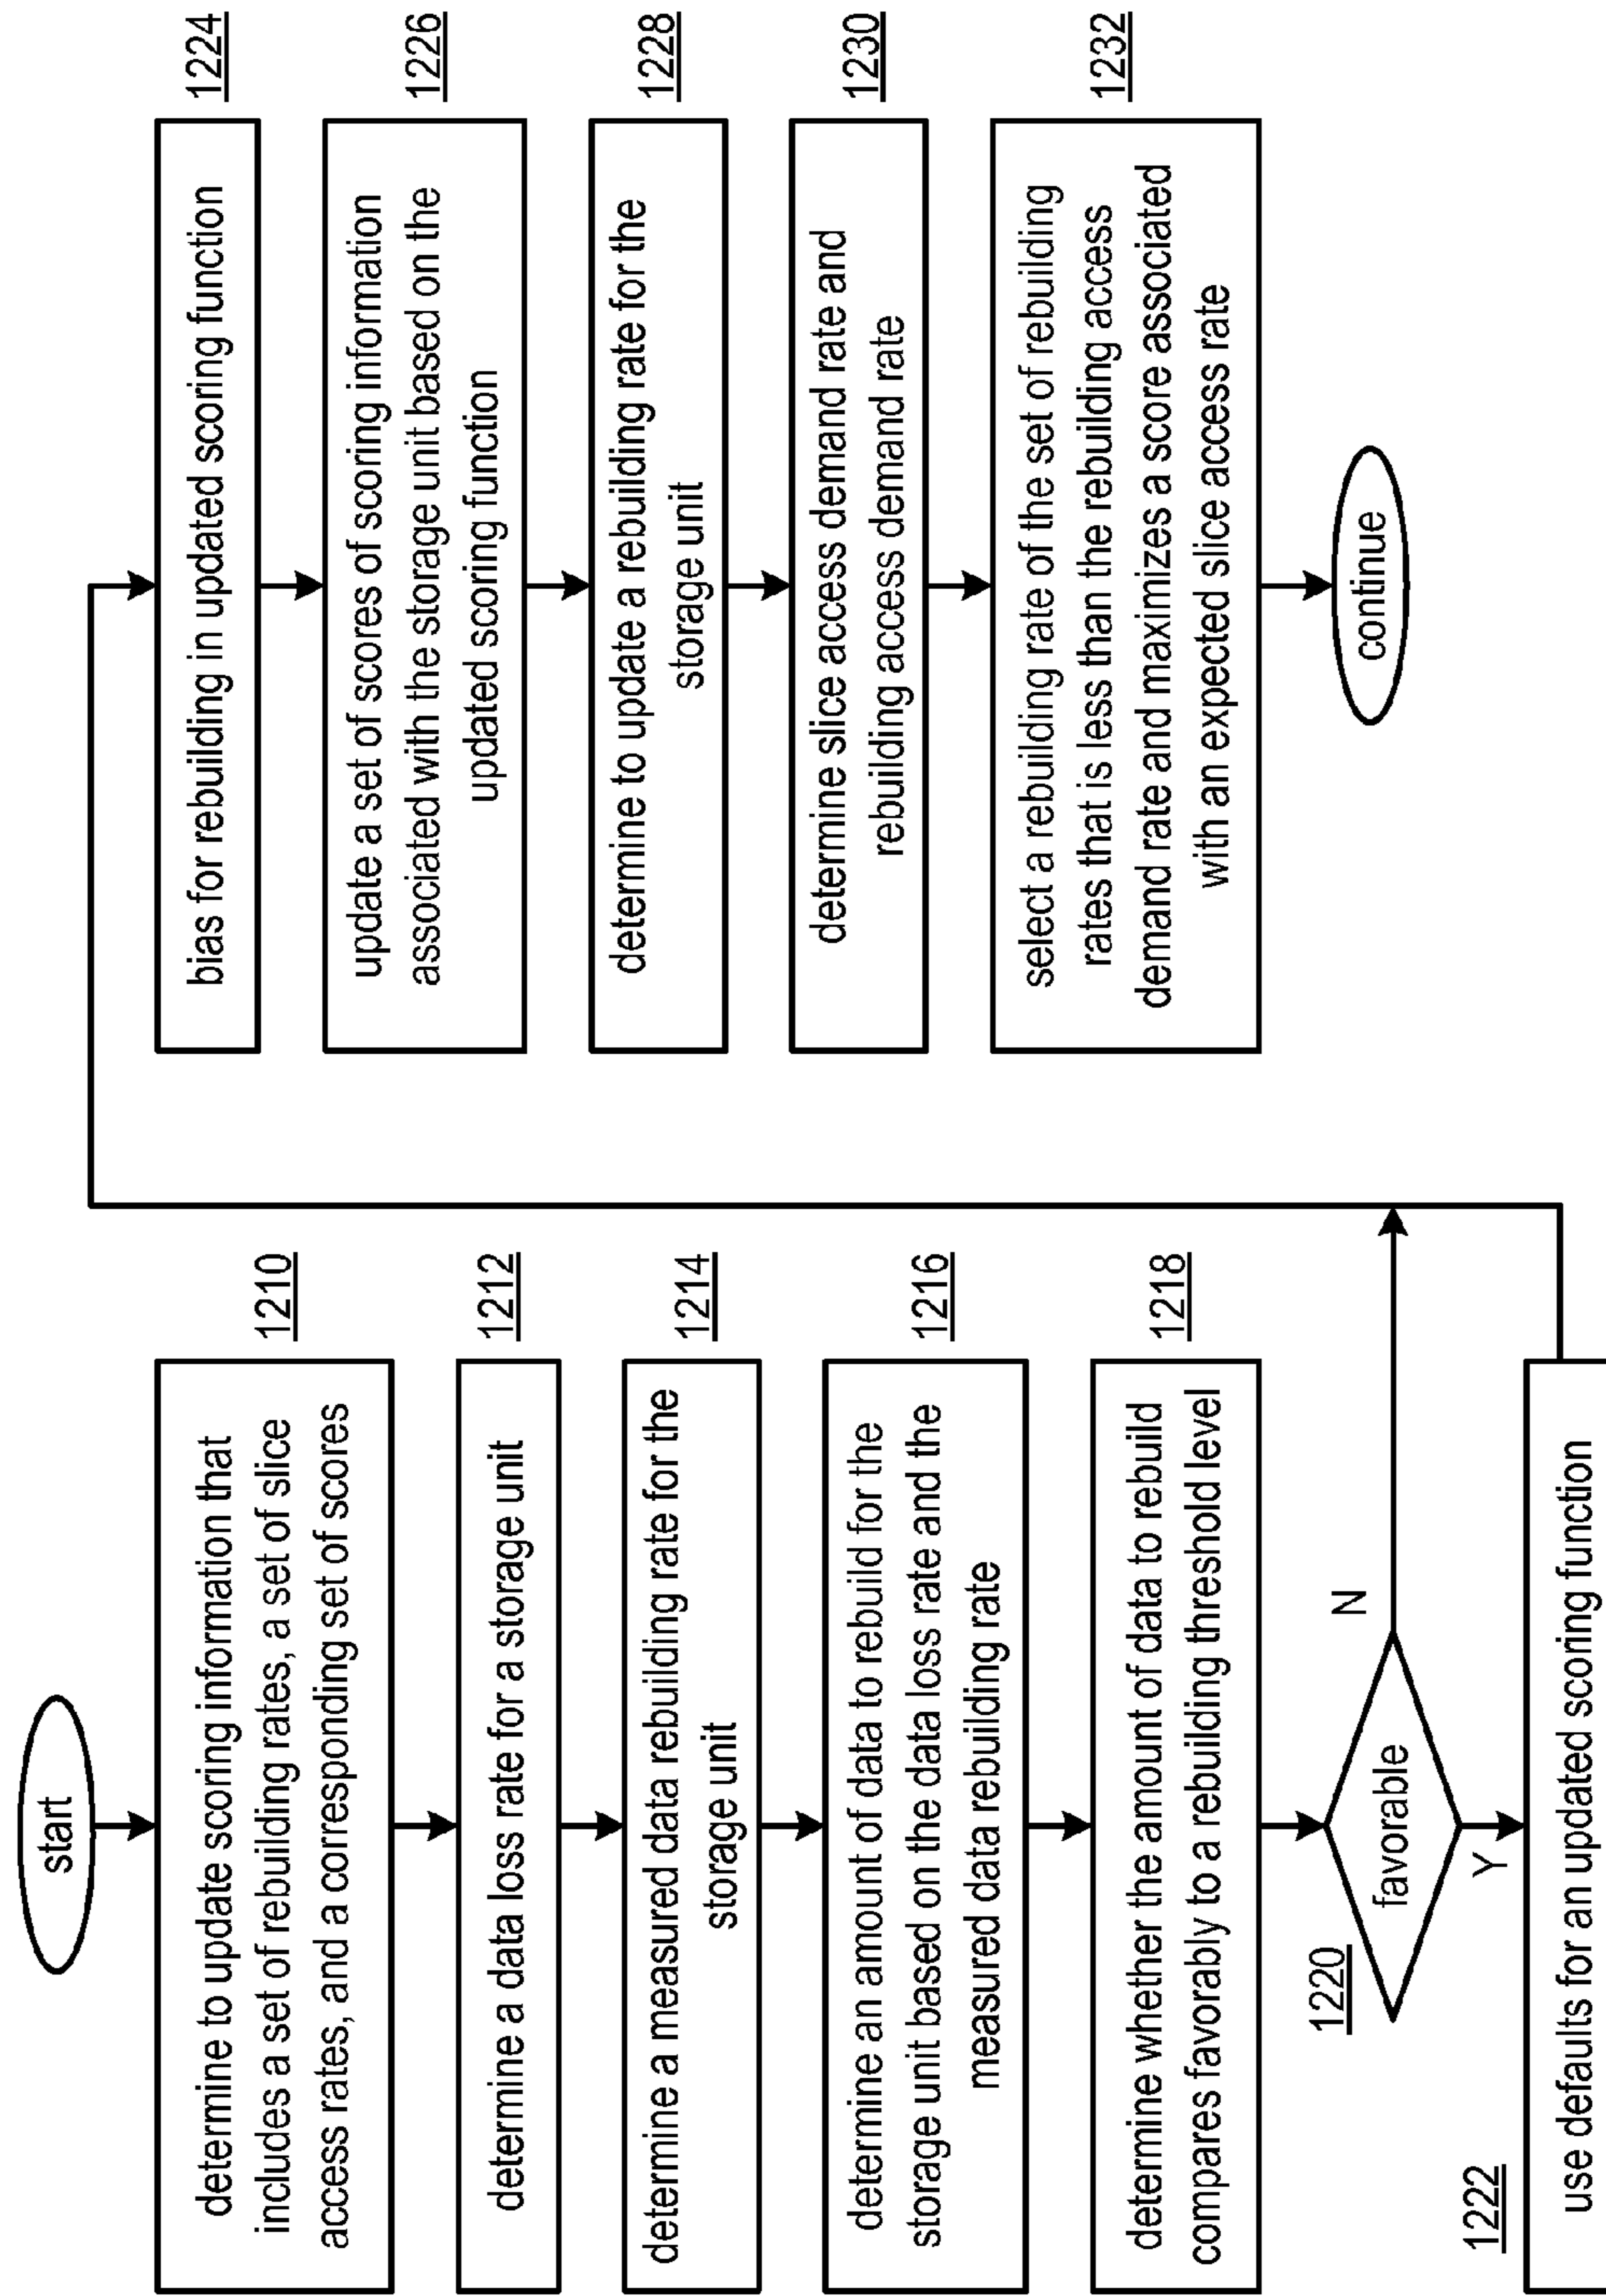 start
determine to update scoring information that
includes a set of rebuilding rates, a set of slice
access rates, and a corresponding set of scores
1210
determine a data loss rate for a storage unit
1212
determine a measured data rebuilding rate for the
storage unit
1214
determine an amount of data to rebuild for the
storage unit based on the data loss rate and the
measured data rebuilding rate
1216
determine whether the amount of data to rebuild
compares favorably to a rebuilding threshold level
1218
1220
favorable
N
Y
1222
use defaults for an updated scoring function
bias for rebuilding in updated scoring function
1224
update a set of scores of scoring information
associated with the storage unit based on the
updated scoring function
1226
determine to update a rebuilding rate for the
storage unit
1228
determine slice access demand rate and
rebuilding access demand rate
1230
select a rebuilding rate of the set of rebuilding
rates that is less than the rebuilding access
demand rate and maximizes a score associated
with an expected slice access rate
1232
continue